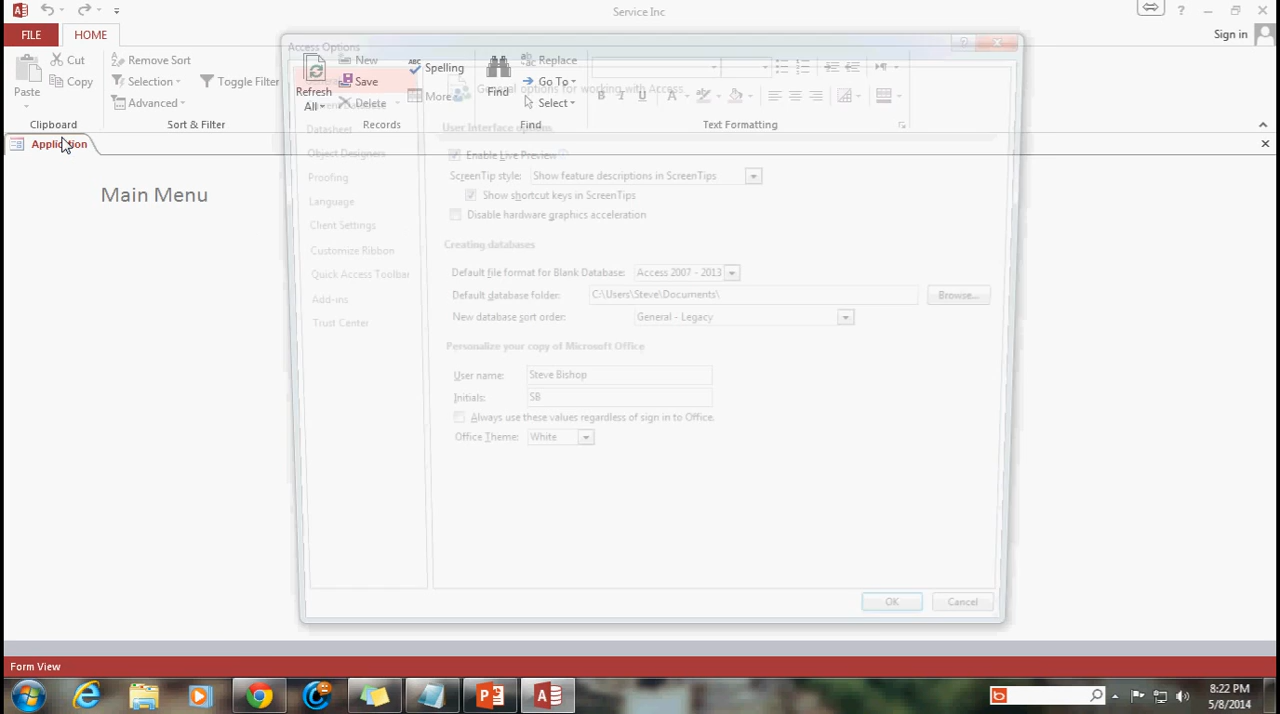 Service Inc
?
FILE
HOME
Sign in
Access Options
Paste
Cut
Copy
Clipboard
Remove Sort
Selection
Toggle Filter
Advanced
Sort & Filter
Refresh
All
New
Save
Delete
Spelling
More
Records
Find
Replace
Go To
Select
Find
B I U A
Text Formatting
Application
Main Menu
General options for working with Access
Datasheet
Object Designers
Proofing
Language
Client Settings
Customize Ribbon
Quick Access Toolbar
Add-ins
Trust Center
User Interface options
Enable Live Preview
ScreenTip style: Show feature descriptions in ScreenTips
Show shortcut keys in ScreenTips
Disable hardware graphics acceleration
Creating databases
Default file format for Blank Database: Access 2007 - 2013
Default database folder: C:\Users\Steve\Documents\ Browse...
New database sort order: General - Legacy
Personalize your copy of Microsoft Office
User name: Steve Bishop
Initials: SB
Always use these values regardless of sign in to Office.
Office Theme: White
OK Cancel
Form View
8:22 PM
5/8/2014